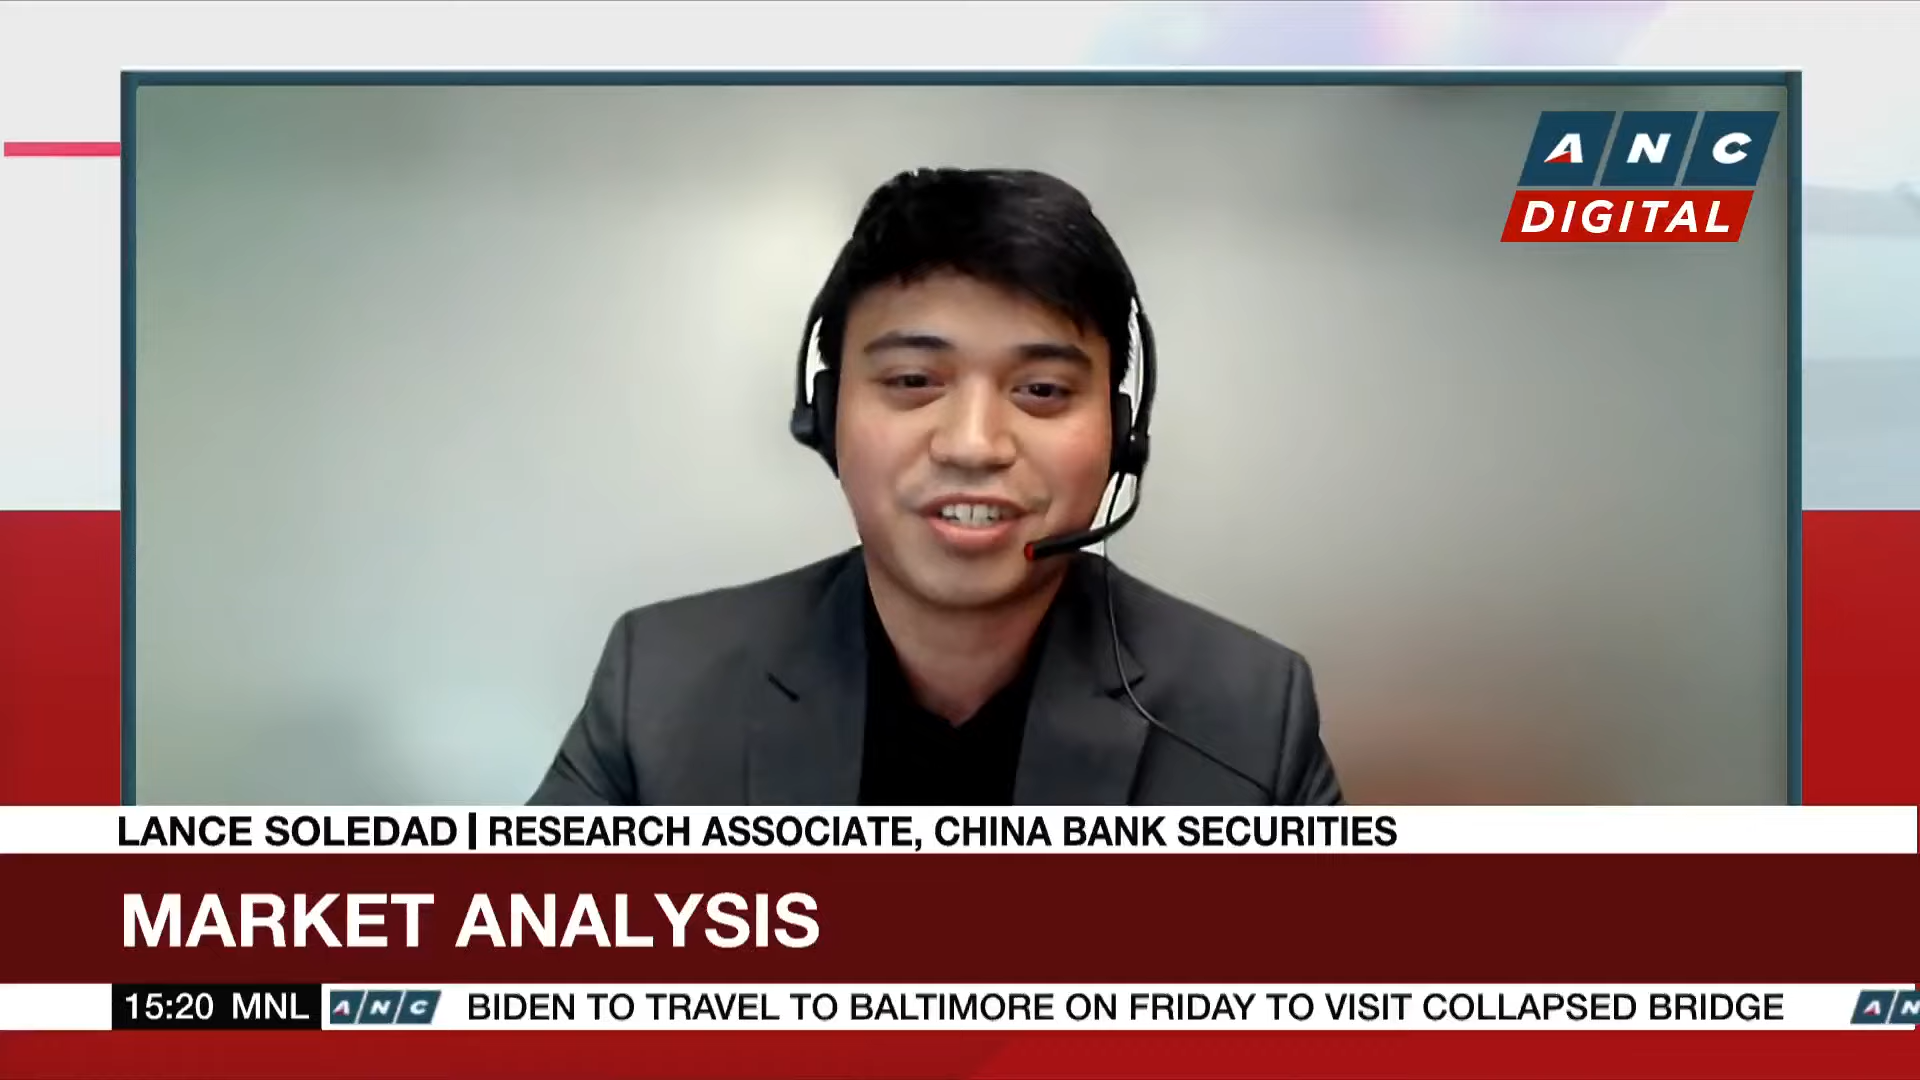 ANC
DIGITAL
LANCE SOLEDAD | RESEARCH ASSOCIATE, CHINA BANK SECURITIES
MARKET ANALYSIS
15:20 MNL ANC BIDEN TO TRAVEL TO BALTIMORE ON FRIDAY TO VISIT COLLAPSED BRIDGE AN